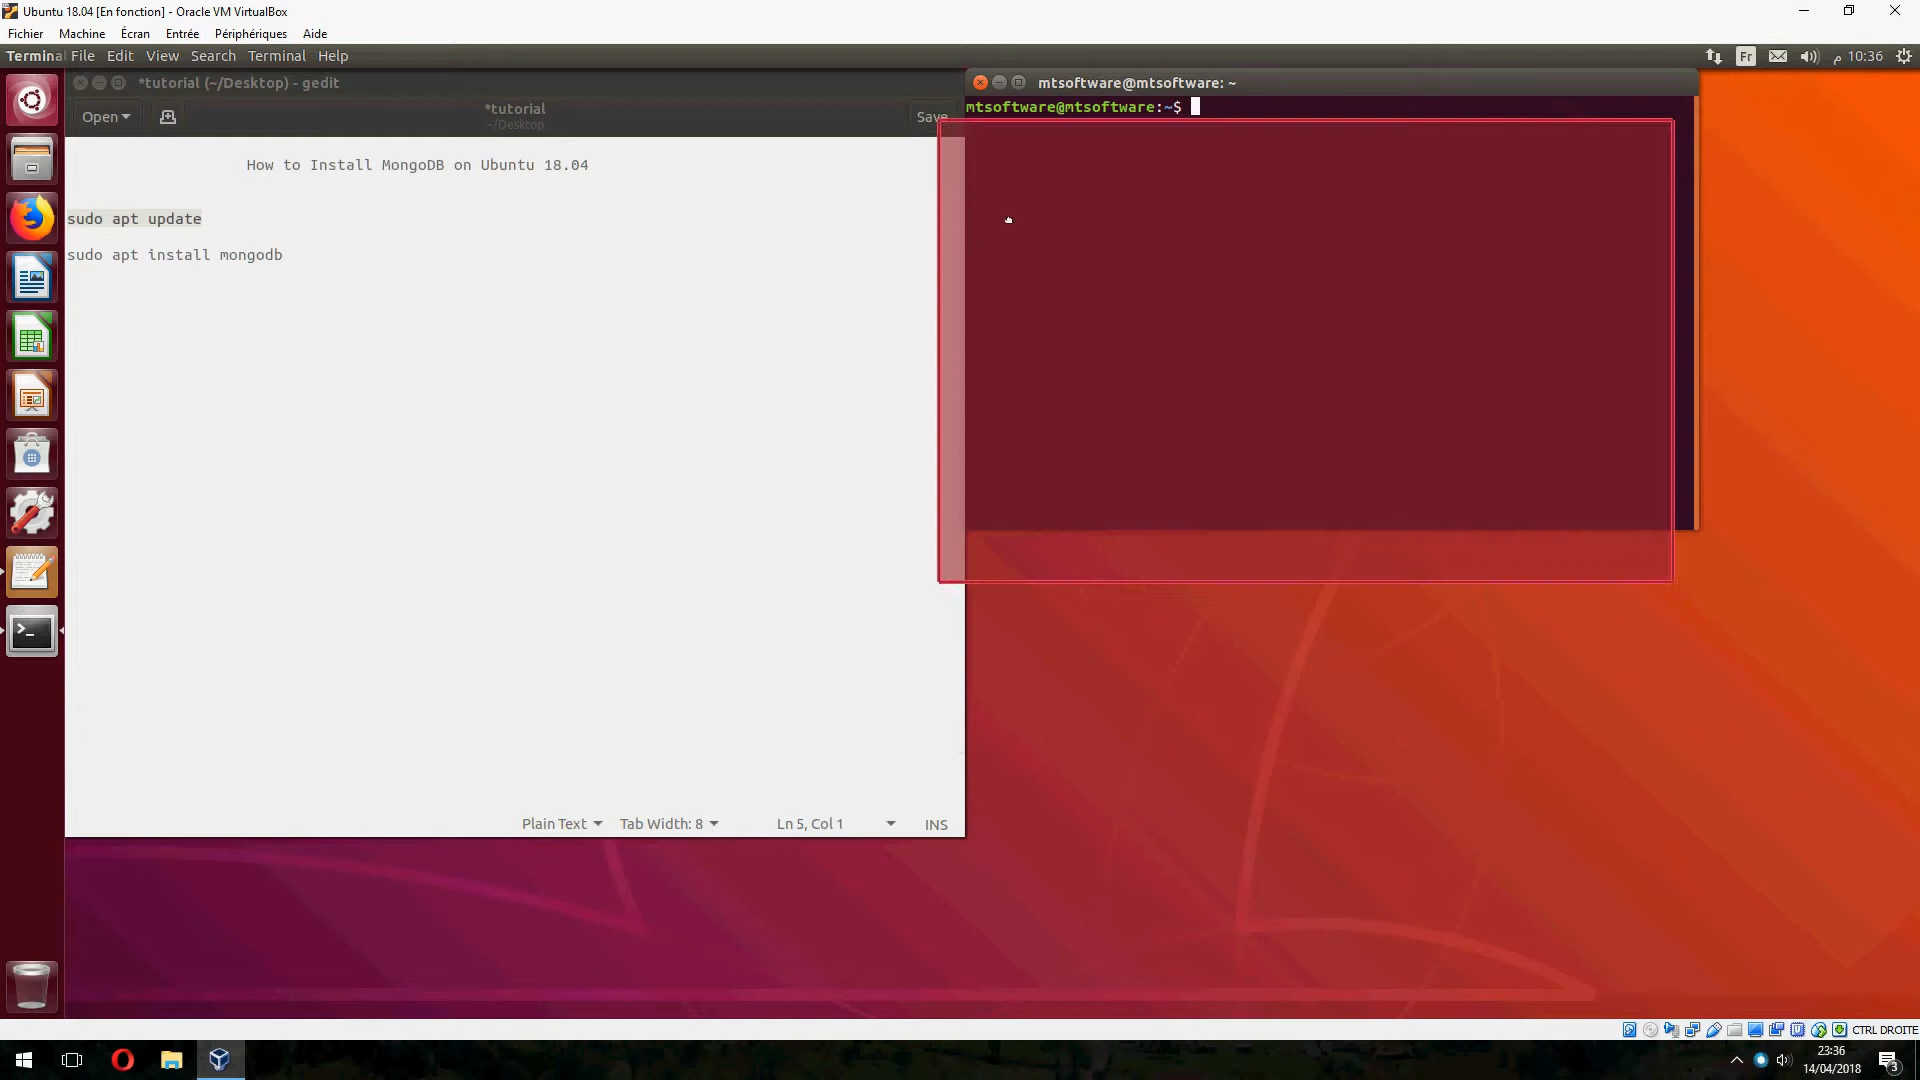 Ubuntu 18.04 [En fonction] - Oracle VM VirtualBox
Fichier Machine Écran Entrée Périphériques Aide
Termina File Edit View Search Terminal Help
Fr م 10:36
*tutorial (~/Desktop) - gedit
mtsoftware@mtsoftware: ~
Open
*tutorial
~/Desktop
Save
mtsoftware@mtsoftware:~$
How to Install MongoDB on Ubuntu 18.04
sudo apt update
sudo apt install mongodb
Plain Text Tab Width: 8 Ln 5, Col 1 INS
CTRL DROITE
23:36
14/04/2018
3